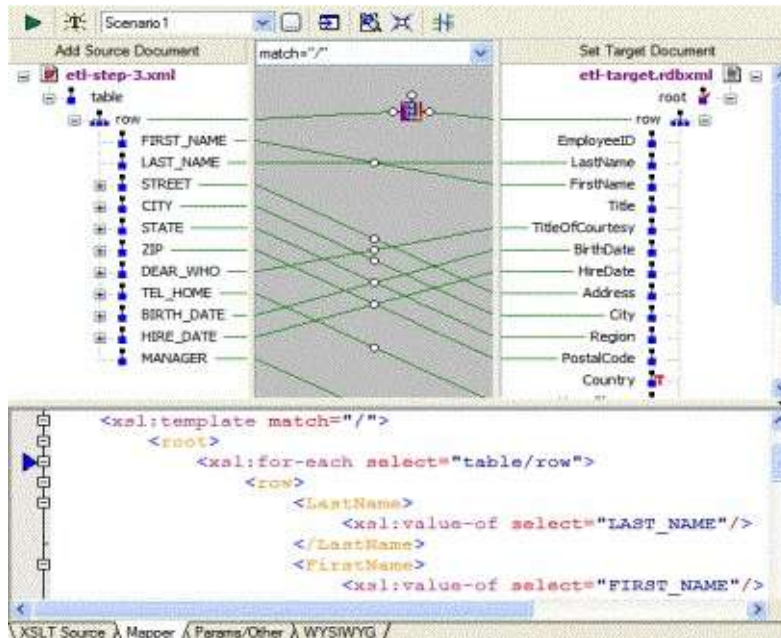 Scenario 1
Add Source Document
match="/"
Set Target Document
etl-step-3.xml
table
row
FIRST_NAME
LAST_NAME
STREET
CITY
STATE
ZIP
DEAR_WHO
TEL_HOME
BIRTH_DATE
HIRE_DATE
MANAGER
etl-target.rdbxml
root
row
EmployeeID
LastName
FirstName
Title
TitleOfCourtesy
BirthDate
HireDate
Address
City
Region
PostalCode
Country
<xsl:template match="/">
<root>
<xsl:for-each select="table/row">
<row>
<LastName>
<xsl:value-of select="LAST_NAME"/>
</LastName>
<FirstName>
<xsl:value-of select="FIRST_NAME"/>
XSLT Source Mapper Params/Other WYSIWYG